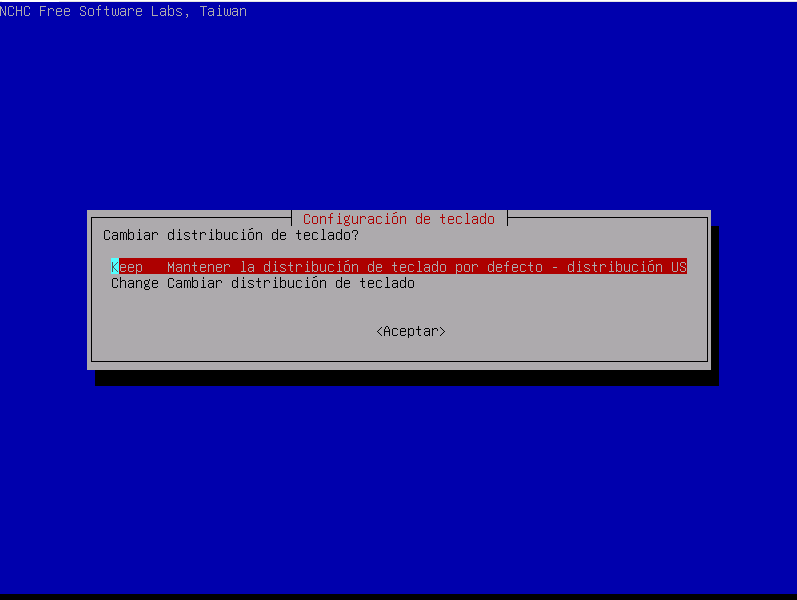 NCHC Free Software Labs, Taiwan
Configuración de teclado
Cambiar distribución de teclado?
Keep Mantener la distribución de teclado por defecto - distribución US
Change Cambiar distribución de teclado
<Aceptar>